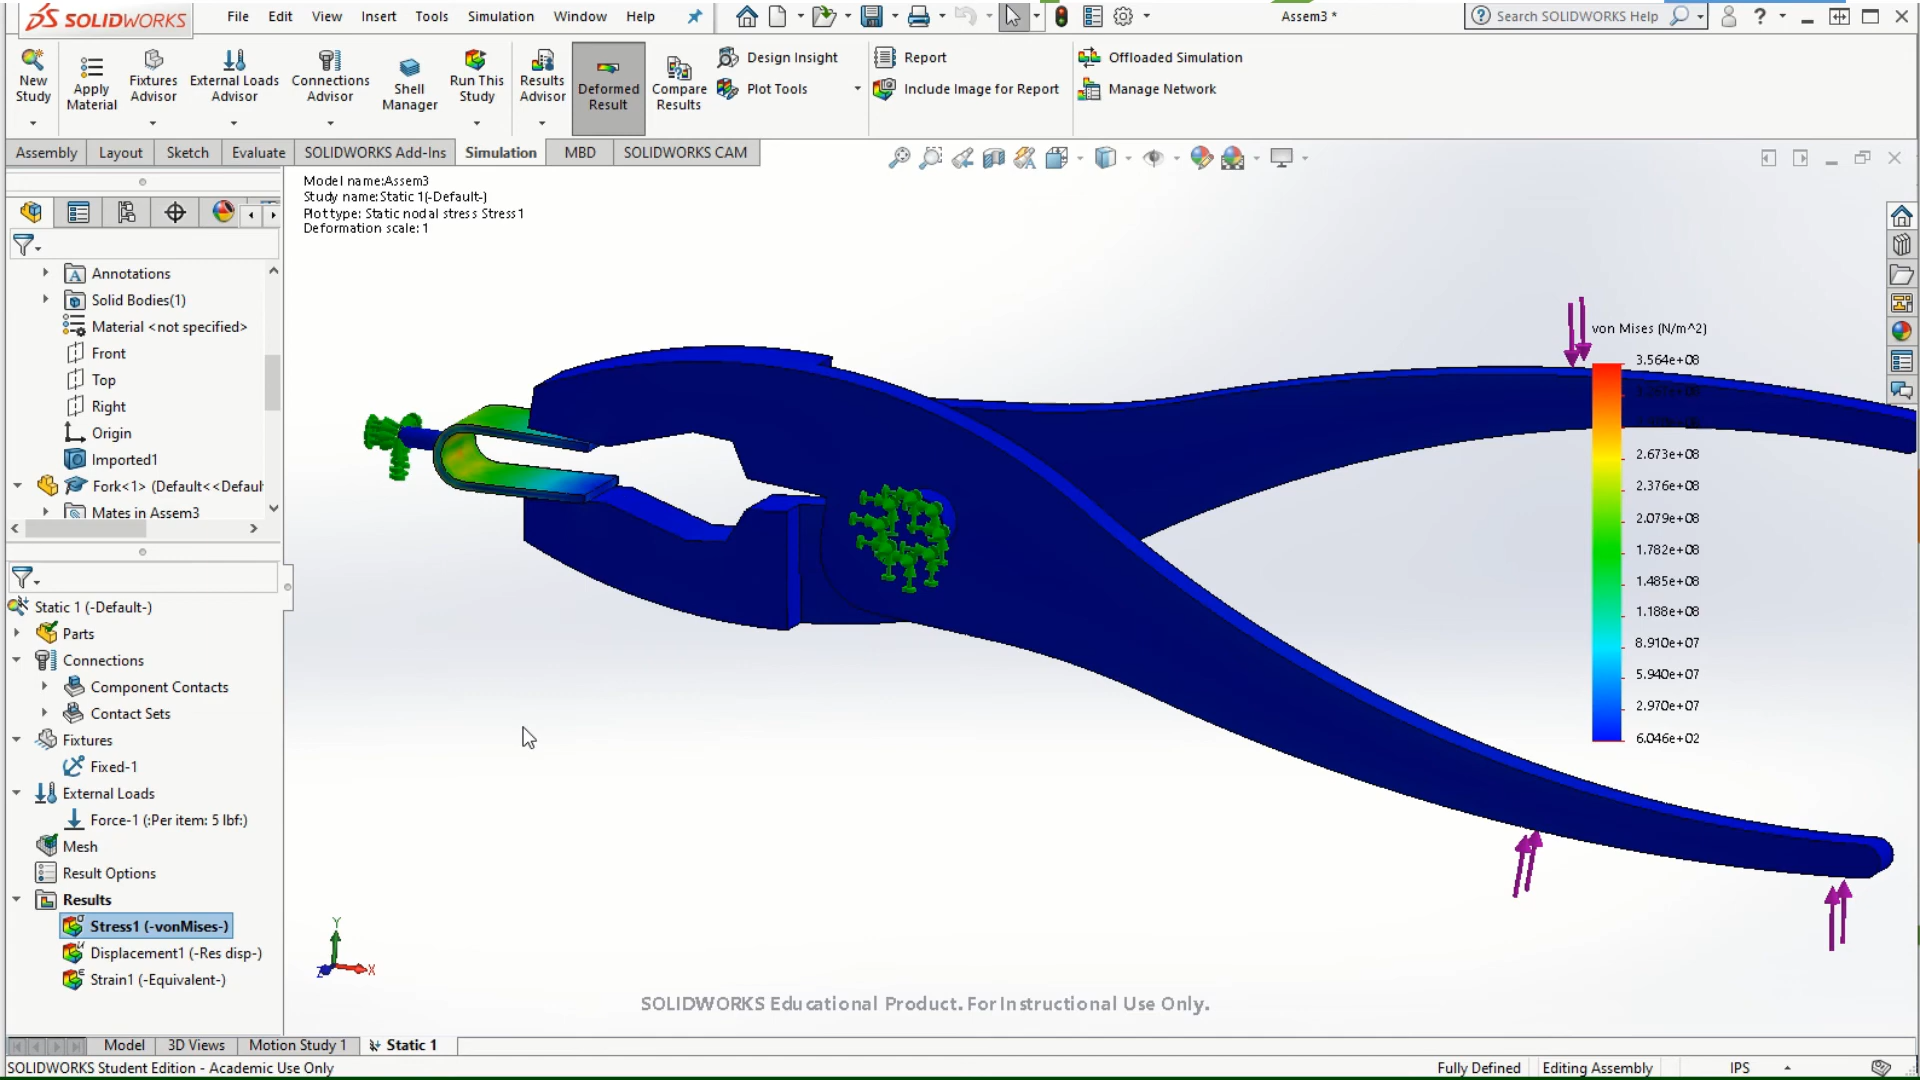 SOLIDWORKS
File Edit View Insert Tools Simulation Window Help
Assem3 *
Search SOLIDWORKS Help
New Study
Apply Material
Fixtures Advisor
External Loads Advisor
Connections Advisor
Shell Manager
Run This Study
Results Advisor
Deformed Result
Compare Results
Design Insight
Plot Tools
Report
Include Image for Report
Offloaded Simulation
Manage Network
Assembly Layout Sketch Evaluate SOLIDWORKS Add-Ins Simulation MBD SOLIDWORKS CAM
Model name:Assem3
Study name:Static 1(-Default-)
Plot type: Static nodal stress Stress1
Deformation scale: 1
Annotations
Solid Bodies(1)
Material <not specified>
Front
Top
Right
Origin
Imported1
Fork<1> (Default<<Defaul
Mates in Assem3
Static 1 (-Default-)
Parts
Connections
Component Contacts
Contact Sets
Fixtures
Fixed-1
External Loads
Force-1 (:Per item: 5 lbf:)
Mesh
Result Options
Results
Stress1 (-vonMises-)
Displacement1 (-Res disp-)
Strain1 (-Equivalent-)
von Mises (N/m^2)
3.564e+08
2.673e+08
2.376e+08
2.079e+08
1.782e+08
1.485e+08
1.188e+08
8.910e+07
5.940e+07
2.970e+07
6.046e+02
Y
Z X
SOLIDWORKS Educational Product. For Instructional Use Only.
Model 3D Views Motion Study 1 Static 1
SOLIDWORKS Student Edition - Academic Use Only
Fully Defined Editing Assembly IPS